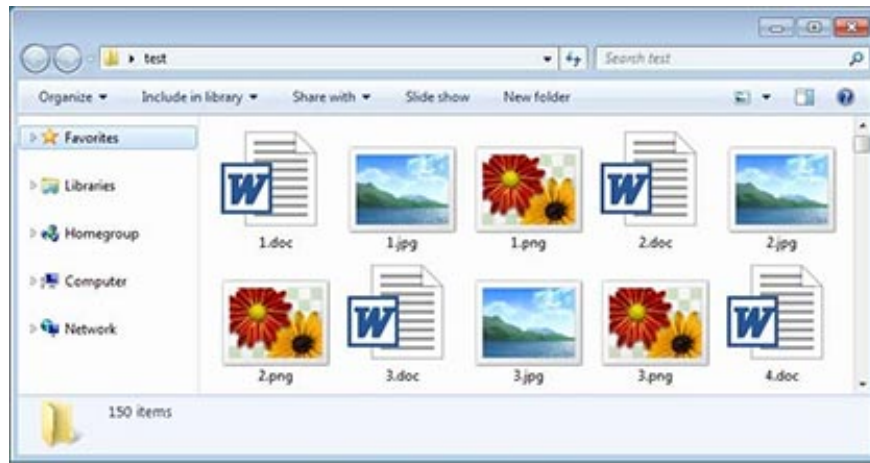 test
Search test
Organize Include in library Share with Slide show New folder
Favorites
Libraries
Homegroup
Computer
Network
W
1.doc
1.jpg
1.png
W
2.doc
2.jpg
2.png
W
3.doc
3.jpg
3.png
W
4.doc
150 items